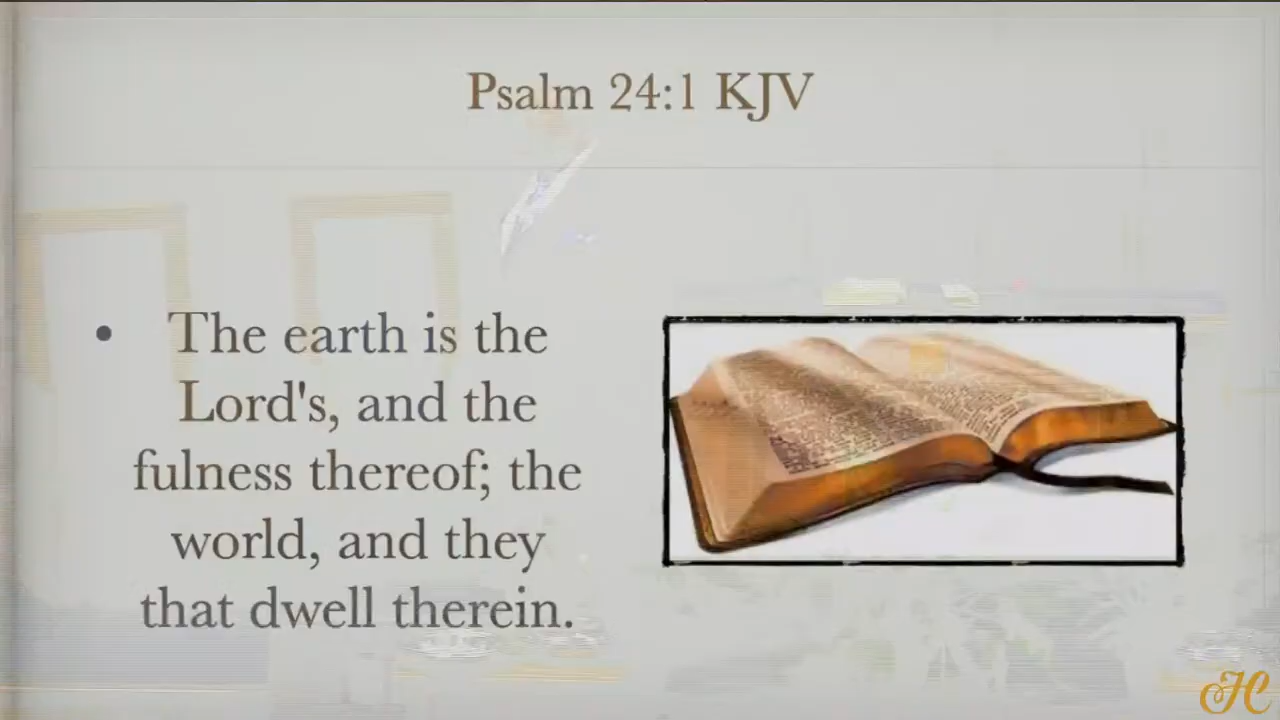 Psalm 24:1 KJV
• The earth is the
Lord's, and the
fulness thereof; the
world, and they
that dwell therein.